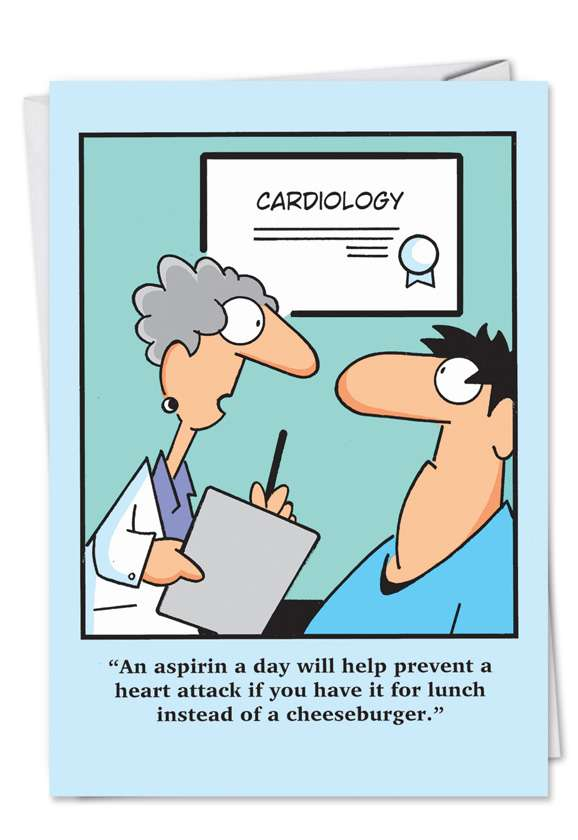 CARDIOLOGY
“An aspirin a day will help prevent a
heart attack if you have it for lunch
instead of a cheeseburger.”